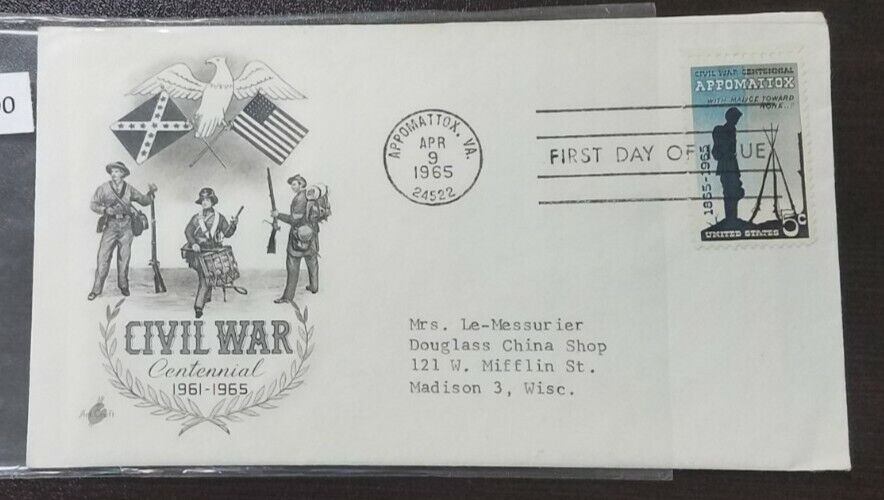 CIVIL WAR CENTENNIAL
APPOMATTOX
WITH MALICE TOWARD
NONE...
1865-1965
5c
UNITED STATES
APPOMATTOX, VA.
APR
9
1965
24522
FIRST DAY OF ISSUE
CIVIL WAR
Centennial
1961-1965
Art Craft
Mrs. Le-Messurier
Douglass China Shop
121 W. Mifflin St.
Madison 3, Wisc.